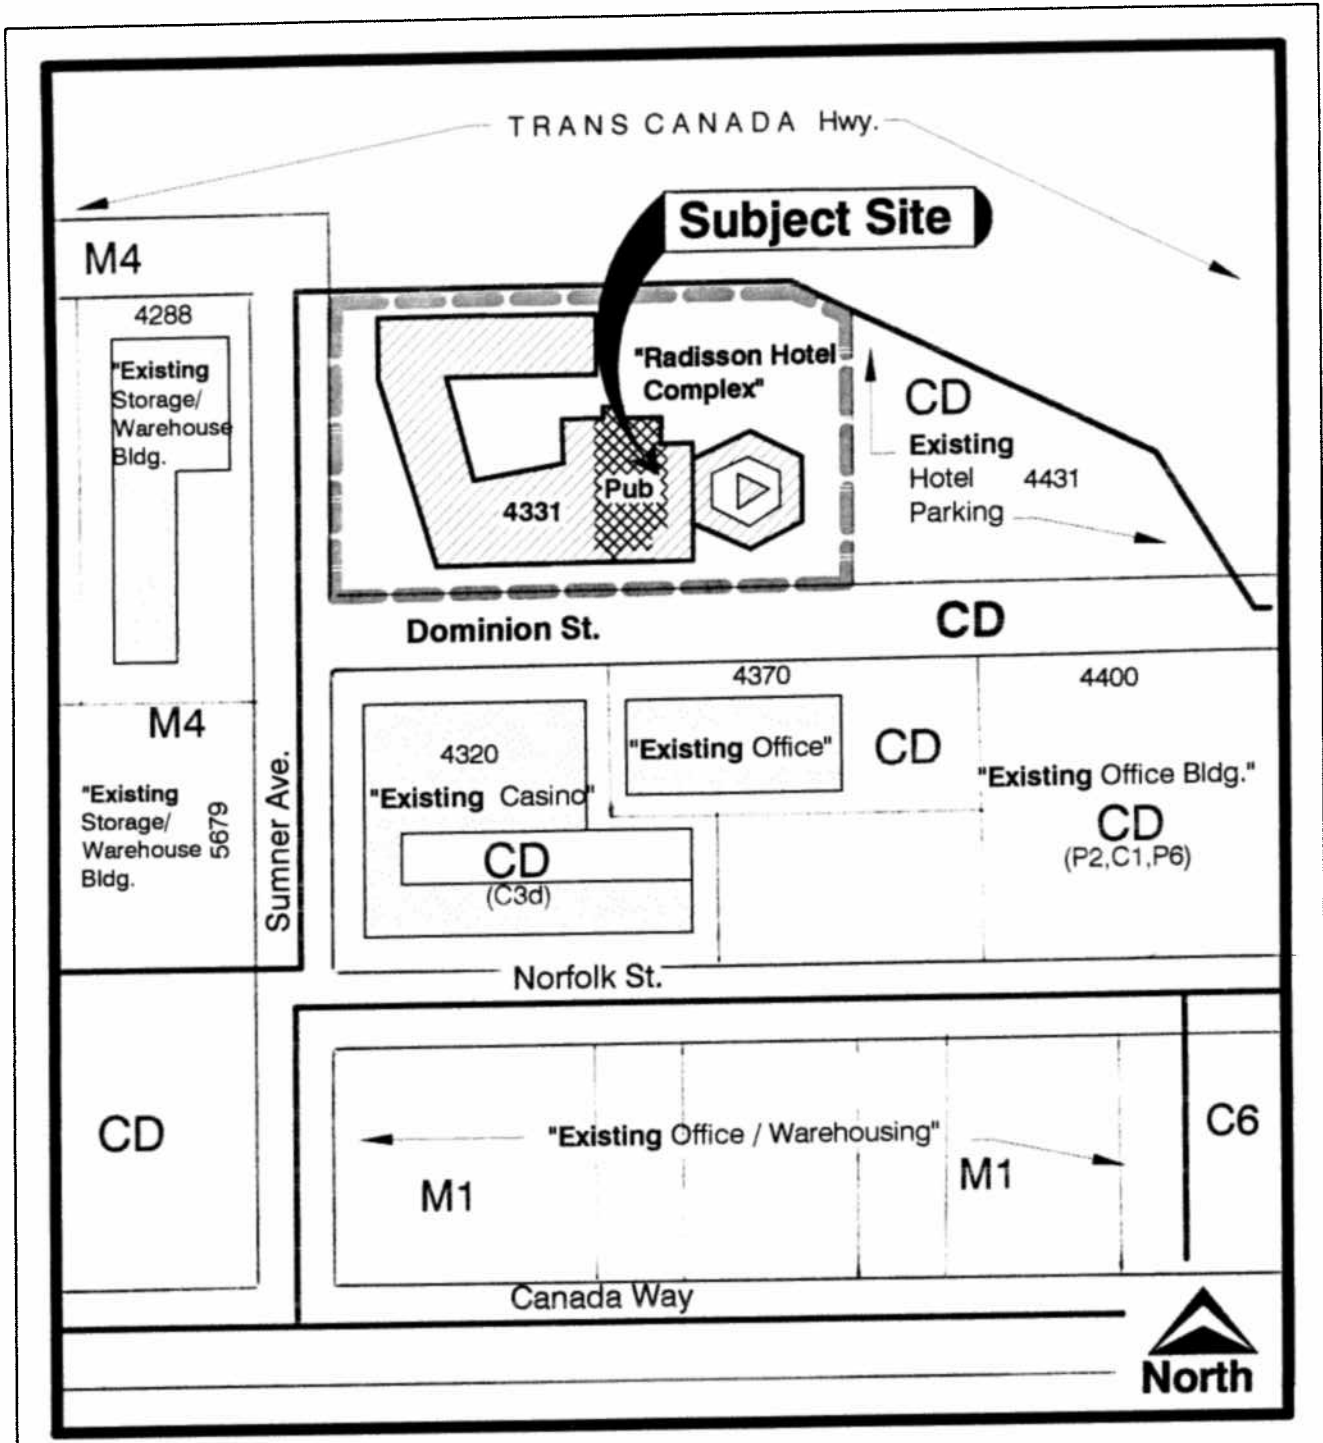 TRANS CANADA Hwy.
Subject Site
M4
4288
"Existing
Storage/
Warehouse
Bldg.
"Radisson Hotel
Complex"
Pub
4331
CD
Existing
Hotel 4431
Parking
Dominion St.
CD
M4
"Existing
Storage/
Warehouse
Bldg.
5679
Sumner Ave.
4320
"Existing Casino"
CD
(C3d)
4370
"Existing Office"
CD
4400
"Existing Office Bldg."
CD
(P2,C1,P6)
Norfolk St.
CD
"Existing Office / Warehousing"
M1
M1
C6
Canada Way
North